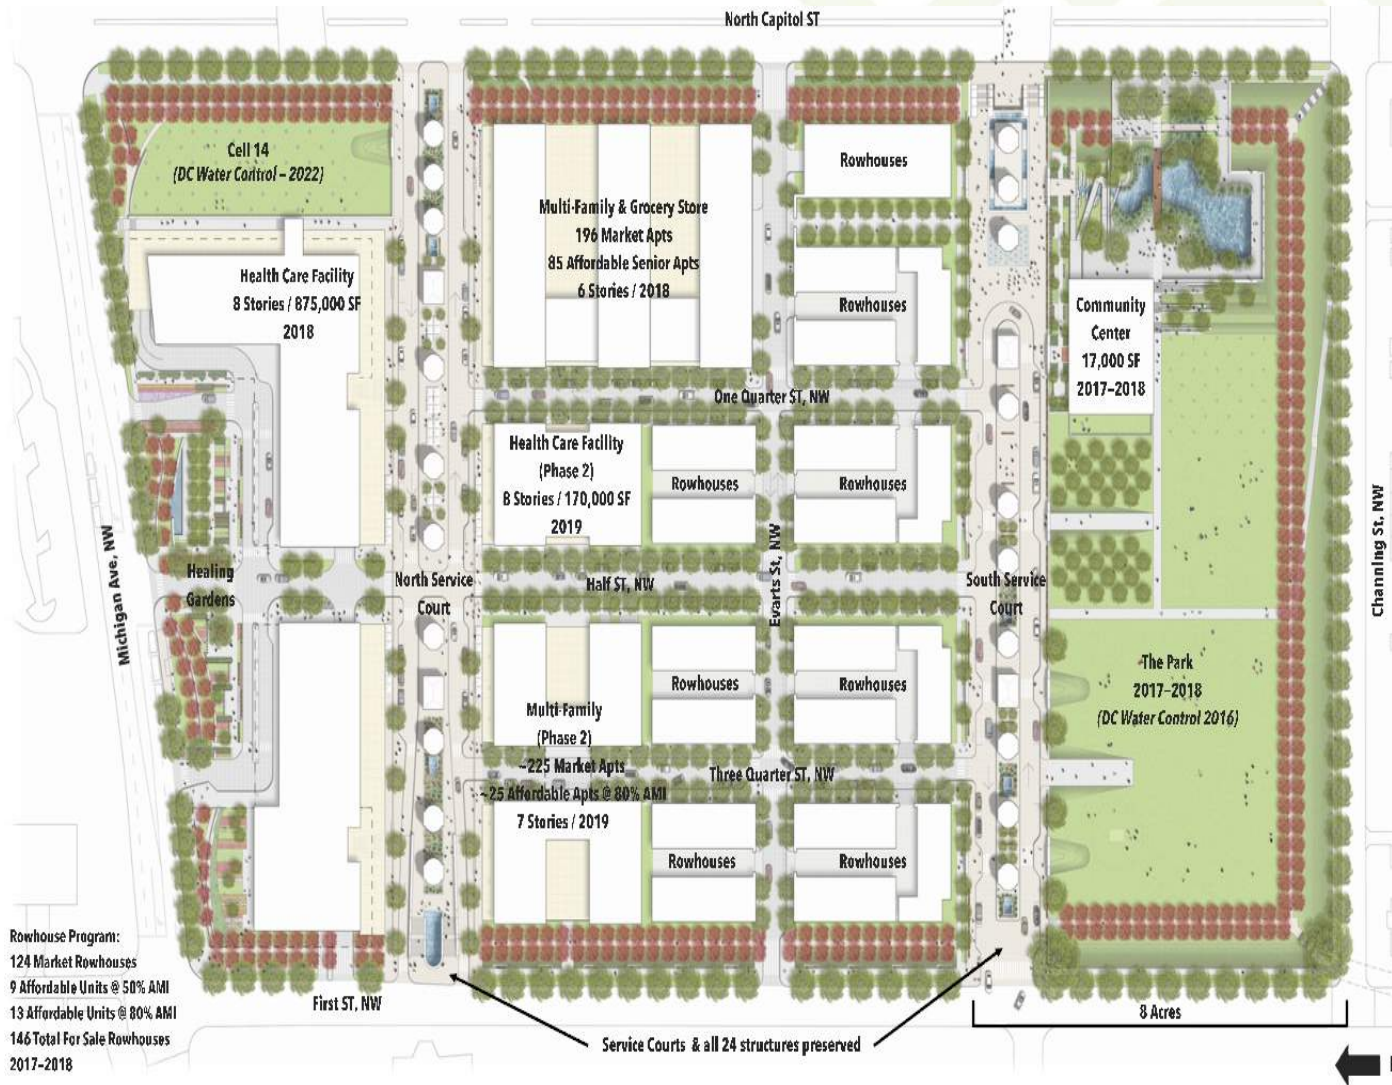 North Capitol ST
Cell 14
(DC Water Control – 2022)
Rowhouses
Multi-Family & Grocery Store
196 Market Apts
85 Affordable Senior Apts
6 Stories / 2018
Health Care Facility
8 Stories / 875,000 SF
2018
Rowhouses
Community
Center
17,000 SF
2017–2018
One Quarter ST, NW
Health Care Facility
(Phase 2)
8 Stories / 170,000 SF
2019
Rowhouses
Rowhouses
Michigan Ave, NW
Healing
Gardens
North Service
Court
Half ST, NW
Evarts St, NW
South Service
Court
Channing St. NW
Rowhouses
Rowhouses
The Park
2017–2018
(DC Water Control 2016)
Multi-Family
(Phase 2)
~225 Market Apts
~25 Affordable Apts @ 80% AMI
7 Stories / 2019
Three Quarter ST, NW
Rowhouses
Rowhouses
Rowhouse Program:
124 Market Rowhouses
9 Affordable Units @ 50% AMI
13 Affordable Units @ 80% AMI
146 Total For Sale Rowhouses
2017–2018
First ST, NW
Service Courts & all 24 structures preserved
8 Acres